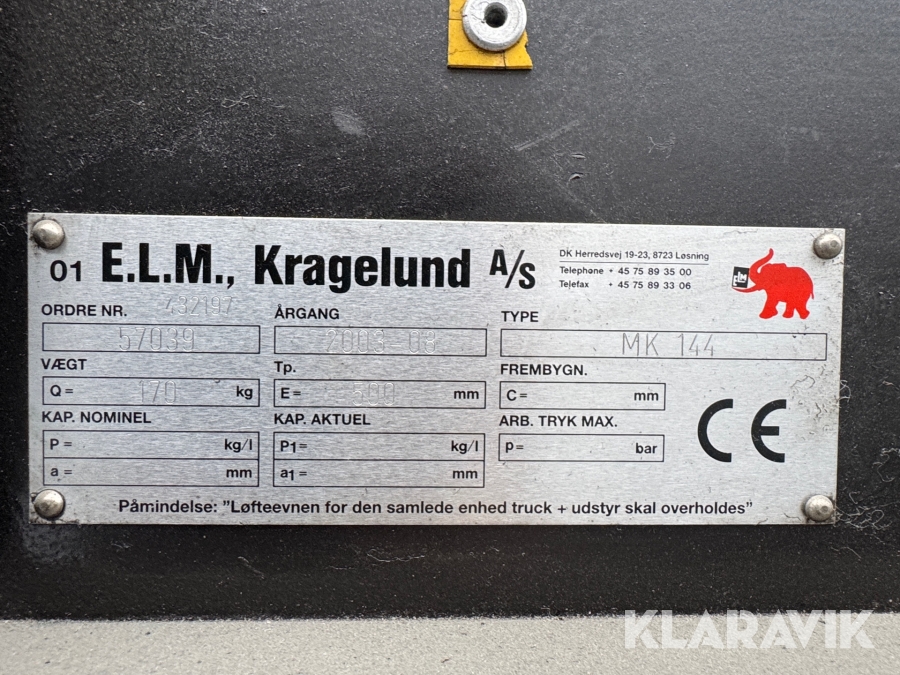 01 E.L.M., Kragelund A/s
DK Herredsvej 19-23, 8723 Løsning
Telephone + 45 75 89 35 00
Telefax + 45 75 89 33 06
elm
ORDRE NR. 432197
57039
ÅRGANG
2003-08
TYPE
MK 144
VÆGT
Q = 170 kg
Tp.
E = 500 mm
FREMBYGN.
C = mm
KAP. NOMINEL
P = kg/l
a = mm
KAP. AKTUEL
P1= kg/l
a1 = mm
ARB. TRYK MAX.
p= bar
CE
Påmindelse: "Løfteevnen for den samlede enhed truck + udstyr skal overholdes"
KLARAVIK